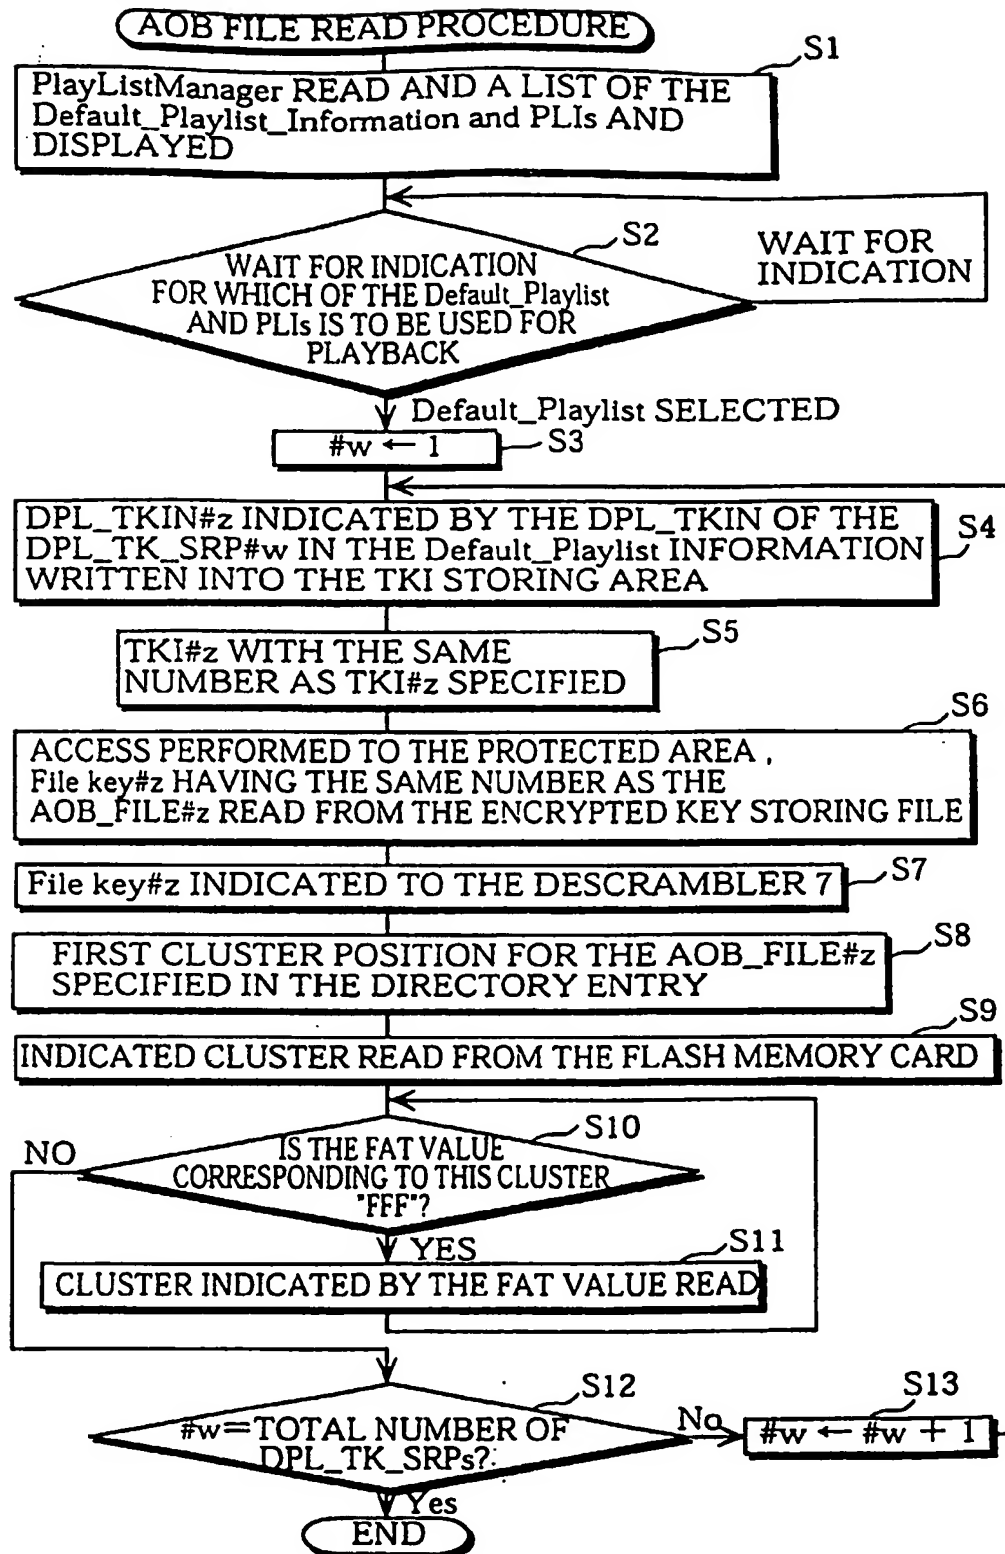 AOB FILE READ PROCEDURE
S1
PlayListManager READ AND A LIST OF THE
Default_Playlist_Information and PLIs AND
DISPLAYED
S2
WAIT FOR INDICATION
FOR WHICH OF THE Default_Playlist
AND PLIs IS TO BE USED FOR
PLAYBACK
WAIT FOR
INDICATION
Default_Playlist SELECTED
#w ← 1
S3
DPL_TKIN#z INDICATED BY THE DPL_TKIN OF THE
DPL_TK_SRP#w IN THE Default_Playlist INFORMATION
WRITTEN INTO THE TKI STORING AREA
S4
S5
TKI#z WITH THE SAME
NUMBER AS TKI#z SPECIFIED
S6
ACCESS PERFORMED TO THE PROTECTED AREA ,
File key#z HAVING THE SAME NUMBER AS THE
AOB_FILE#z READ FROM THE ENCRYPTED KEY STORING FILE
File key#z INDICATED TO THE DESCRAMBLER 7
S7
FIRST CLUSTER POSITION FOR THE AOB_FILE#z
SPECIFIED IN THE DIRECTORY ENTRY
S8
S9
INDICATED CLUSTER READ FROM THE FLASH MEMORY CARD
S10
NO
IS THE FAT VALUE
CORRESPONDING TO THIS CLUSTER
"FFF"?
YES
S11
CLUSTER INDICATED BY THE FAT VALUE READ
S12
#w=TOTAL NUMBER OF
DPL_TK_SRPs?
No
S13
#w ← #w + 1
Yes
END